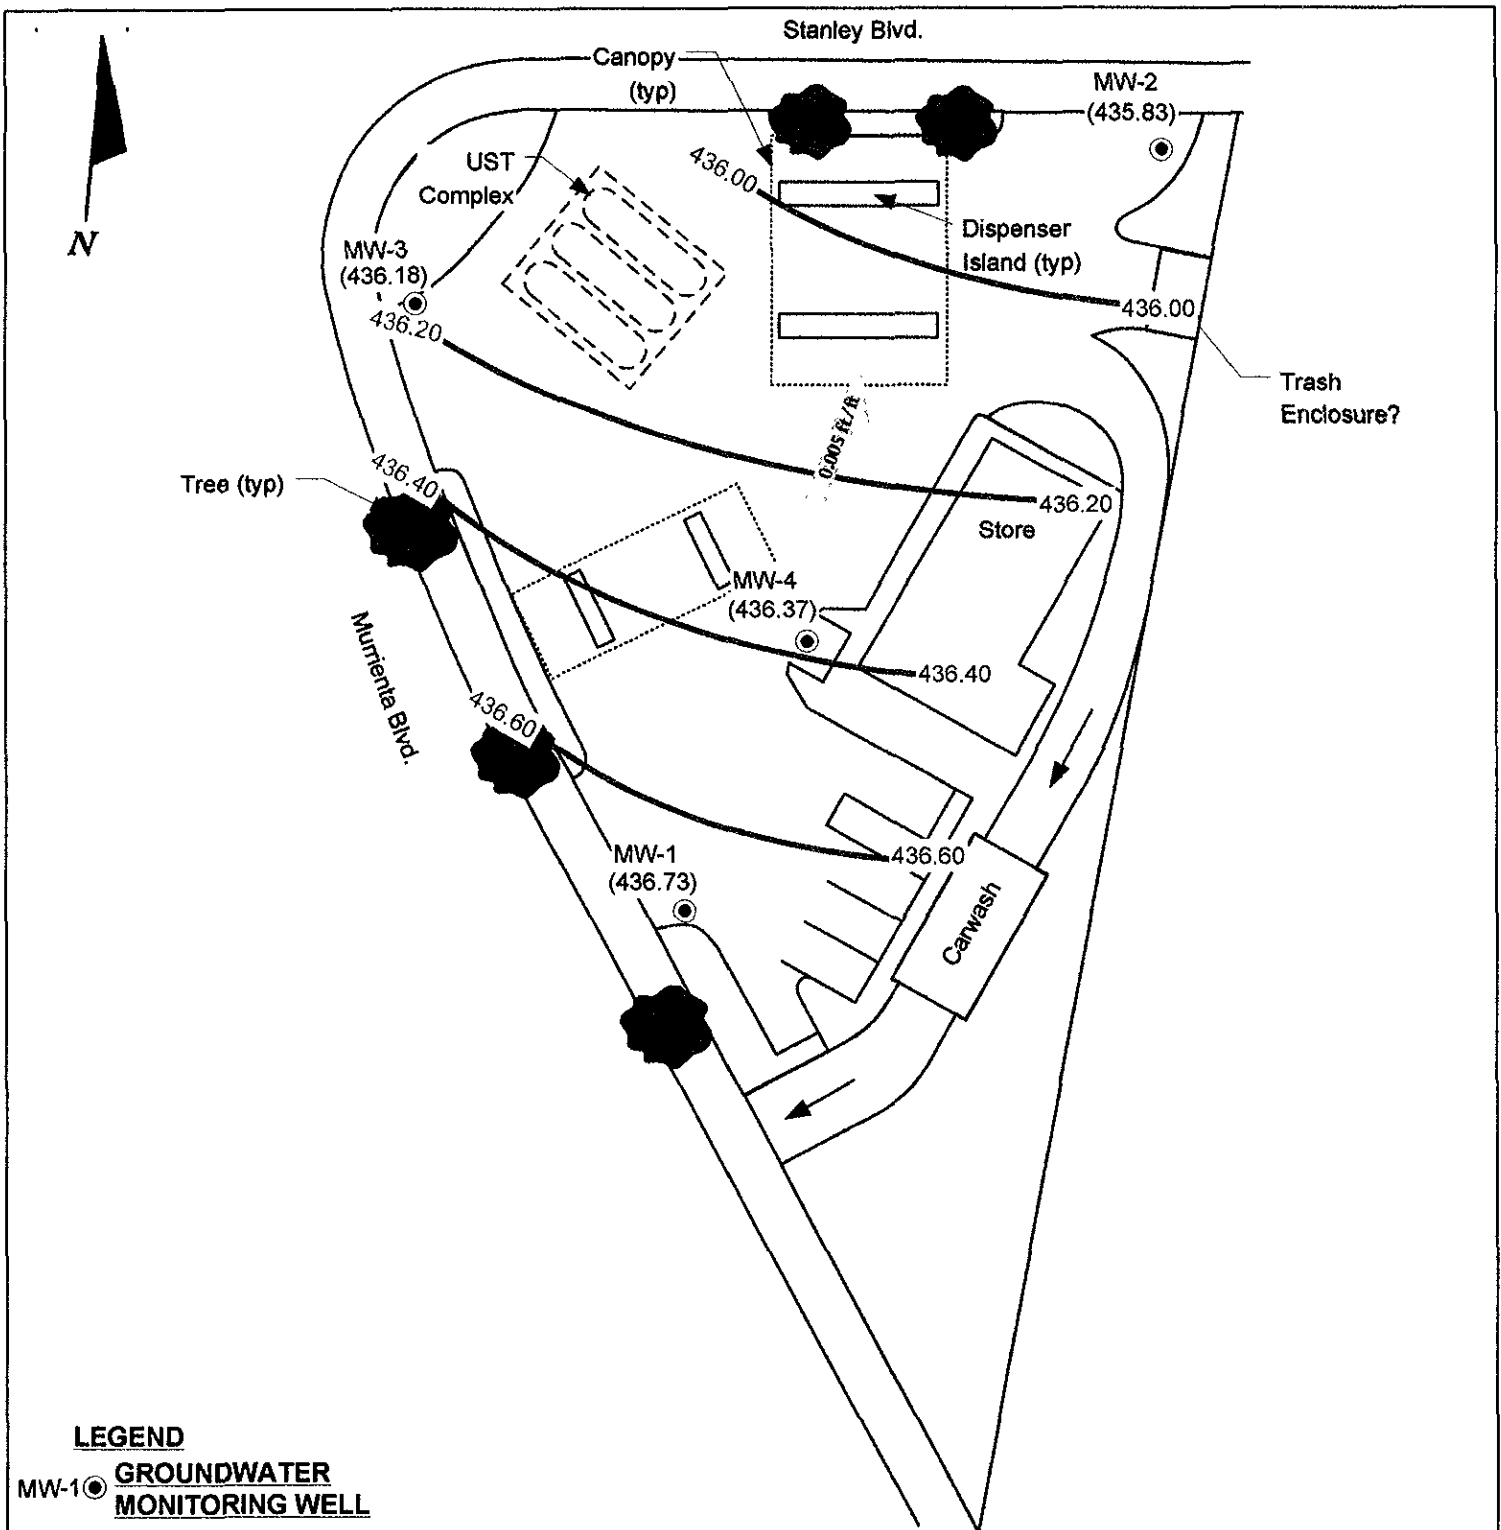 Stanley Blvd.
Canopy
(typ)
MW-2
(435.83)
N
UST
Complex
436.00
Dispenser
Island (typ)
MW-3
(436.18)
436.20
436.00
Trash
Enclosure?
0.005 ft/ft
Tree (typ)
436.40
436.20
Store
MW-4
(436.37)
Murrienta Blvd.
436.40
436.60
436.60
MW-1
(436.73)
Carwash
LEGEND
MW-1 GROUNDWATER
MONITORING WELL